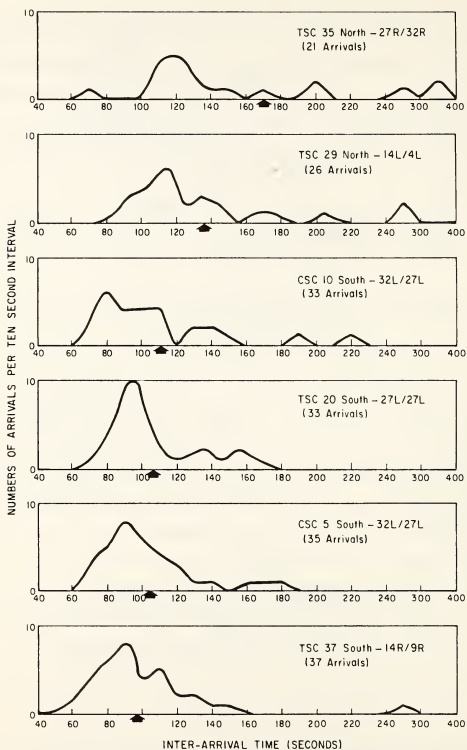 NUMBERS OF ARRIVALS PER TEN SECOND INTERVAL
10
TSC 35 North – 27R/32R
(21 Arrivals)
0
40 60 80 100 120 140 160 180 200 220 240 300 400
10
TSC 29 North – 14L/4L
(26 Arrivals)
0
40 60 80 100 120 140 160 180 200 220 240 300 400
10
CSC 10 South – 32L/27L
(33 Arrivals)
0
40 60 80 100 120 140 160 180 200 220 240 300 400
10
TSC 20 South – 27L/27L
(33 Arrivals)
0
40 60 80 100 120 140 160 180 200 220 240 300 400
10
CSC 5 South – 32L/27L
(35 Arrivals)
0
40 60 80 100 120 140 160 180 200 220 240 300 400
10
TSC 37 South – 14R/9R
(37 Arrivals)
0
40 60 80 100 120 140 160 180 200 220 240 300 400
INTER-ARRIVAL TIME (SECONDS)